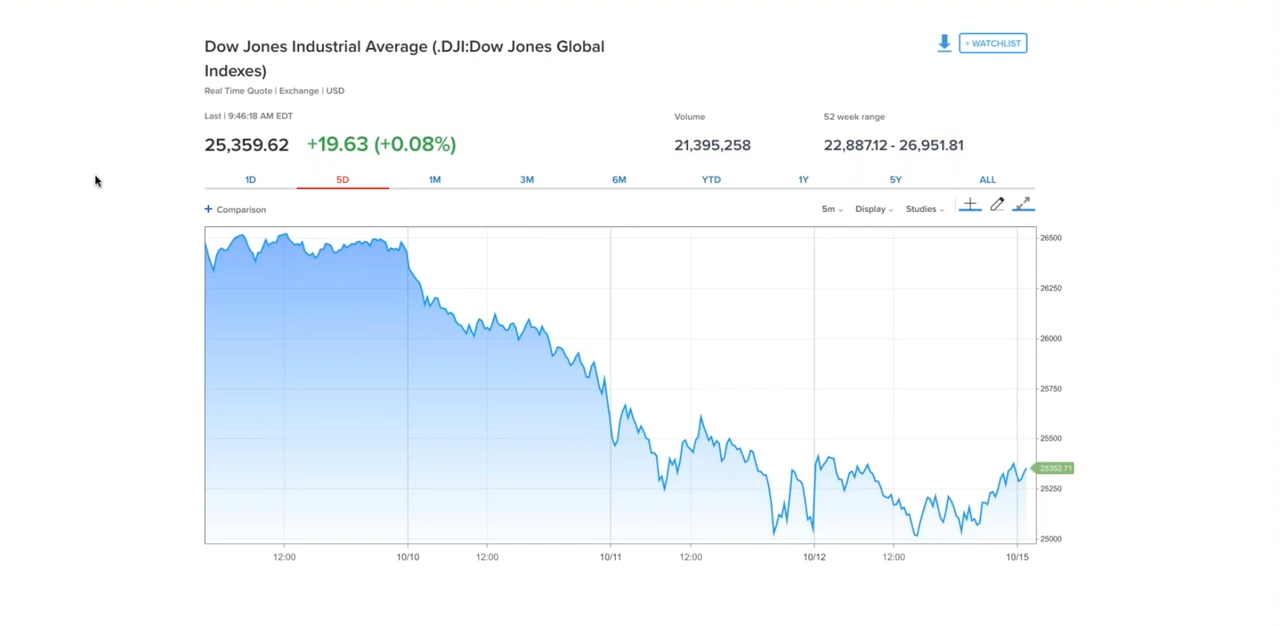 Dow Jones Industrial Average (.DJI:Dow Jones Global
Indexes)
+ WATCHLIST
Real Time Quote | Exchange | USD
Last | 9:46:18 AM EDT
Volume
52 week range
25,359.62 +19.63 (+0.08%)
21,395,258
22,887.12 - 26,951.81
1D 5D 1M 3M 6M YTD 1Y 5Y ALL
+ Comparison
5m Display Studies
26500
26250
26000
25750
25500
25352.71
25250
25000
12:00 10/10 12:00 10/11 12:00 10/12 12:00 10/15